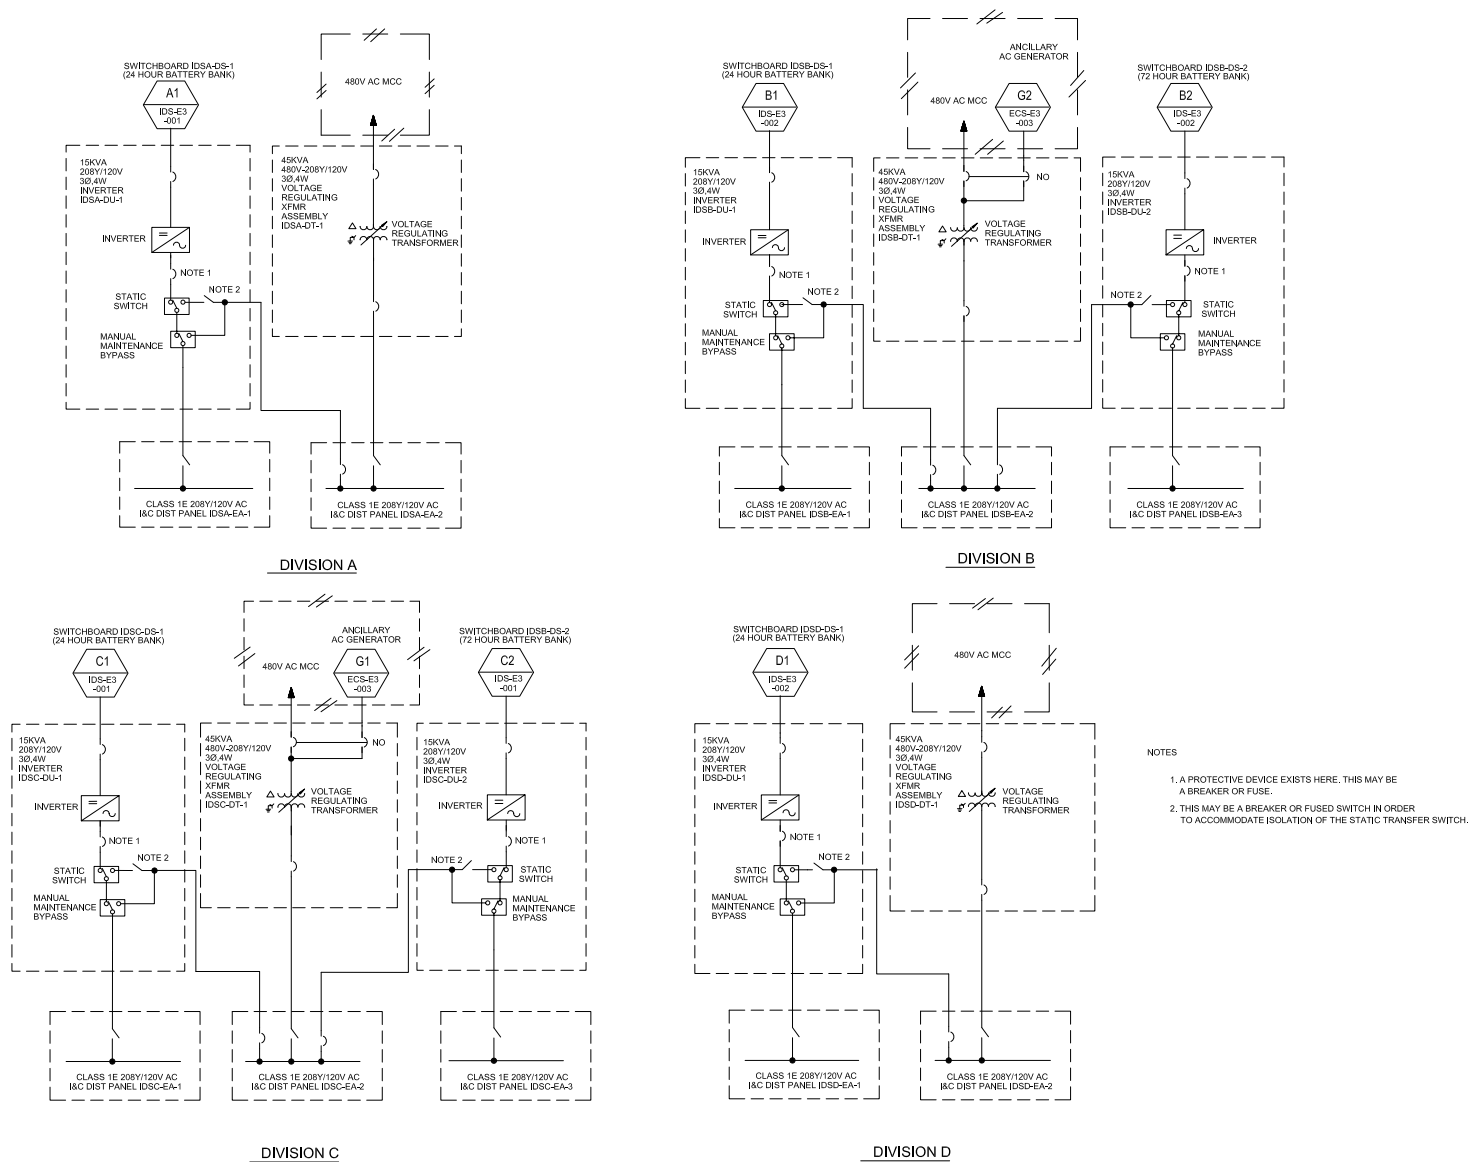 SWITCHBOARD IDSA-DS-1
(24 HOUR BATTERY BANK)
A1
IDS-E3
-001
480V AC MCC
15KVA
208Y/120V
3Ø,4W
INVERTER
IDSA-DU-1
45KVA
480V-208Y/120V
3Ø,4W
VOLTAGE
REGULATING
XFMR
ASSEMBLY
IDSA-DT-1
VOLTAGE
REGULATING
TRANSFORMER
INVERTER
NOTE 1
NOTE 2
STATIC
SWITCH
MANUAL
MAINTENANCE
BYPASS
CLASS 1E 208Y/120V AC
I&C DIST PANEL IDSA-EA-1
CLASS 1E 208Y/120V AC
I&C DIST PANEL IDSA-EA-2
DIVISION A
SWITCHBOARD IDSB-DS-1
(24 HOUR BATTERY BANK)
B1
IDS-E3
-002
ANCILLARY
AC GENERATOR
480V AC MCC
G2
ECS-E3
-003
SWITCHBOARD IDSB-DS-2
(72 HOUR BATTERY BANK)
B2
IDS-E3
-002
15KVA
208Y/120V
3Ø,4W
INVERTER
IDSB-DU-1
45KVA
480V-208Y/120V
3Ø,4W
VOLTAGE
REGULATING
XFMR
ASSEMBLY
IDSB-DT-1
NO
VOLTAGE
REGULATING
TRANSFORMER
15KVA
208Y/120V
3Ø,4W
INVERTER
IDSB-DU-2
INVERTER
NOTE 1
NOTE 2
STATIC
SWITCH
MANUAL
MAINTENANCE
BYPASS
INVERTER
NOTE 1
NOTE 2
STATIC
SWITCH
MANUAL
MAINTENANCE
BYPASS
CLASS 1E 208Y/120V AC
I&C DIST PANEL IDSB-EA-1
CLASS 1E 208Y/120V AC
I&C DIST PANEL IDSB-EA-2
CLASS 1E 208Y/120V AC
I&C DIST PANEL IDSB-EA-3
DIVISION B
SWITCHBOARD IDSC-DS-1
(24 HOUR BATTERY BANK)
C1
IDS-E3
-001
ANCILLARY
AC GENERATOR
480V AC MCC
G1
ECS-E3
-003
SWITCHBOARD IDSB-DS-2
(72 HOUR BATTERY BANK)
C2
IDS-E3
-001
15KVA
208Y/120V
3Ø,4W
INVERTER
IDSC-DU-1
45KVA
480V-208Y/120V
3Ø,4W
VOLTAGE
REGULATING
XFMR
ASSEMBLY
IDSC-DT-1
NO
VOLTAGE
REGULATING
TRANSFORMER
15KVA
208Y/120V
3Ø,4W
INVERTER
IDSC-DU-2
INVERTER
NOTE 1
NOTE 2
STATIC
SWITCH
MANUAL
MAINTENANCE
BYPASS
INVERTER
NOTE 1
NOTE 2
STATIC
SWITCH
MANUAL
MAINTENANCE
BYPASS
CLASS 1E 208Y/120V AC
I&C DIST PANEL IDSC-EA-1
CLASS 1E 208Y/120V AC
I&C DIST PANEL IDSC-EA-2
CLASS 1E 208Y/120V AC
I&C DIST PANEL IDSC-EA-3
DIVISION C
SWITCHBOARD IDSD-DS-1
(24 HOUR BATTERY BANK)
D1
IDS-E3
-002
480V AC MCC
15KVA
208Y/120V
3Ø,4W
INVERTER
IDSD-DU-1
45KVA
480V-208Y/120V
3Ø,4W
VOLTAGE
REGULATING
XFMR
ASSEMBLY
IDSD-DT-1
VOLTAGE
REGULATING
TRANSFORMER
INVERTER
NOTE 1
NOTE 2
STATIC
SWITCH
MANUAL
MAINTENANCE
BYPASS
CLASS 1E 208Y/120V AC
I&C DIST PANEL IDSD-EA-1
CLASS 1E 208Y/120V AC
I&C DIST PANEL IDSD-EA-2
DIVISION D
NOTES
1. A PROTECTIVE DEVICE EXISTS HERE. THIS MAY BE
A BREAKER OR FUSE.
2. THIS MAY BE A BREAKER OR FUSED SWITCH IN ORDER
TO ACCOMMODATE ISOLATION OF THE STATIC TRANSFER SWITCH.